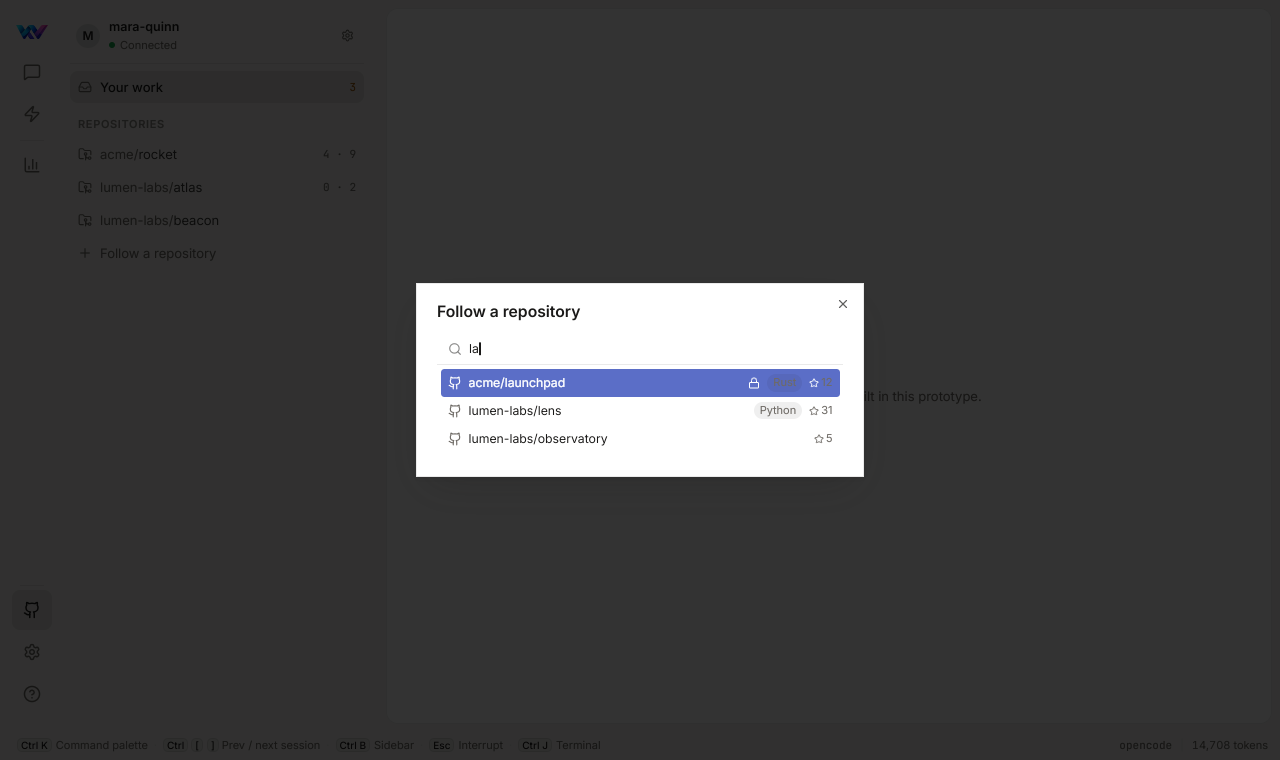 mara-quinn
M
Connected
Your work 3
REPOSITORIES
acme/rocket 4 · 9
lumen-labs/atlas 0 · 2
lumen-labs/beacon
Follow a repository
Follow a repository
la
acme/launchpad
lumen-labs/lens Python 31
lumen-labs/observatory 5
in this prototype.
Ctrl K Command palette Ctrl [ ] Prev / next session Ctrl B Sidebar Esc Interrupt Ctrl J Terminal opencode 14,708 tokens